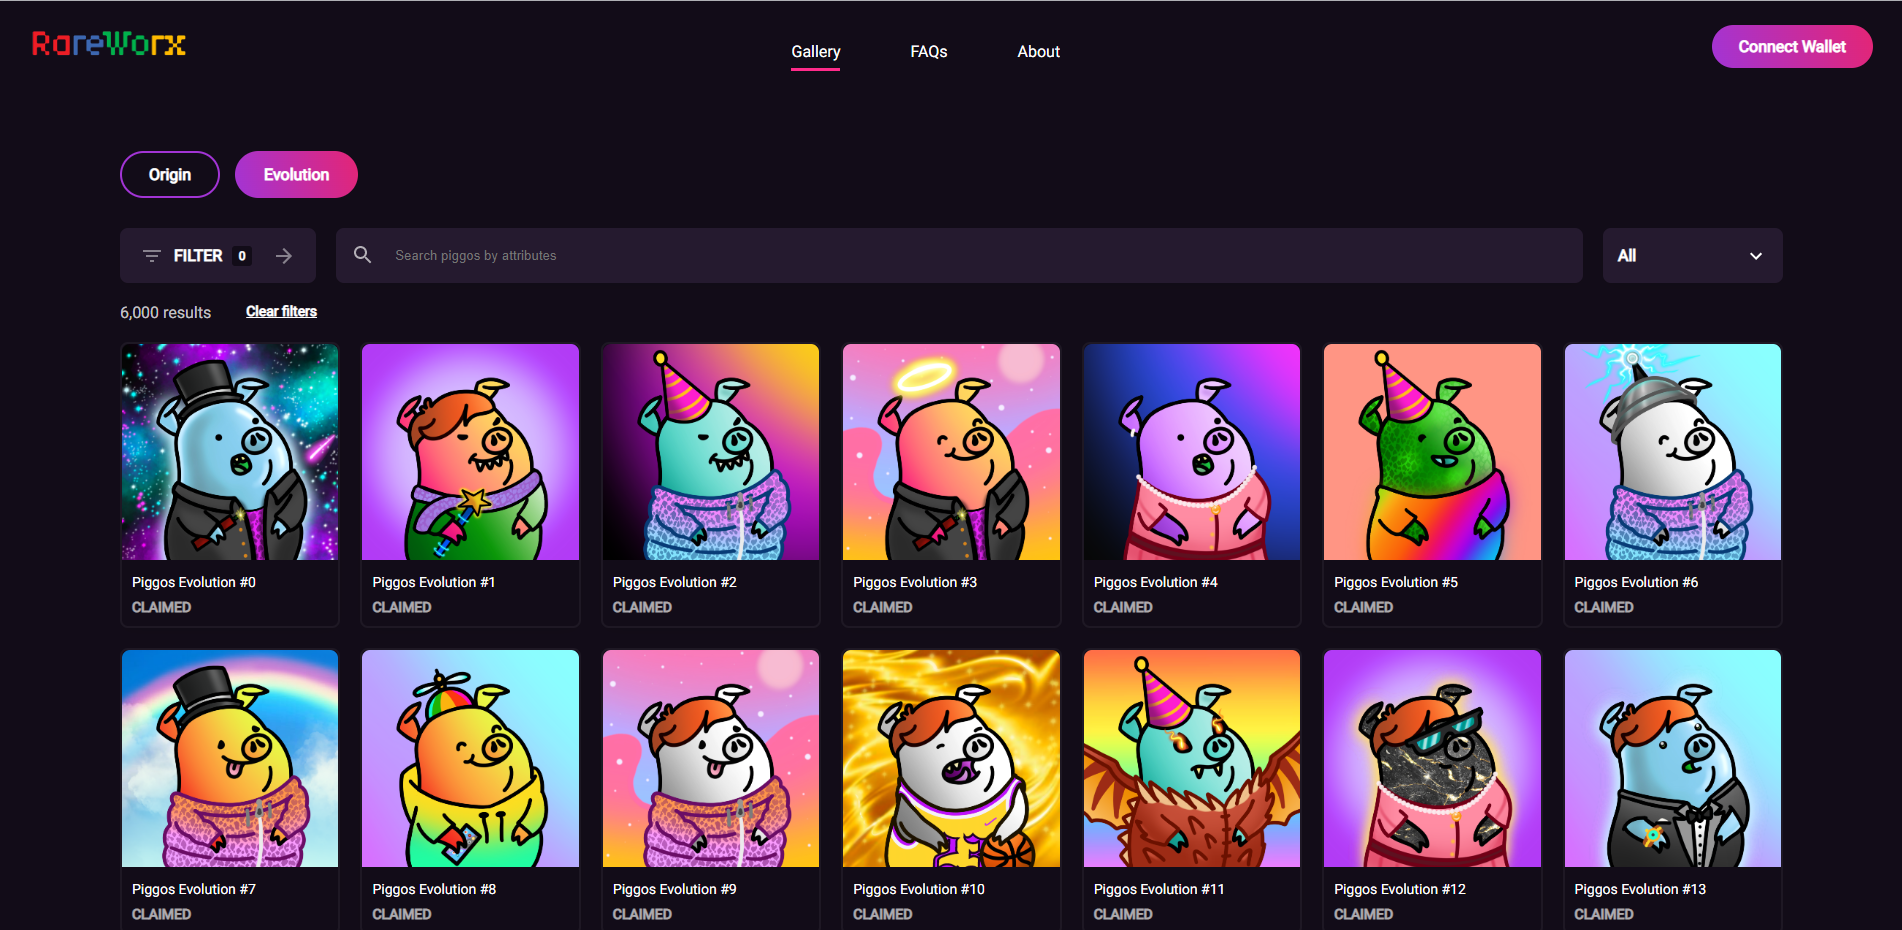 RareWorx
Gallery
FAQs
About
Connect Wallet
Origin
Evolution
FILTER 0
Search piggos by attributes
All
6,000 results
Clear filters
Piggos Evolution #0
CLAIMED
Piggos Evolution #1
CLAIMED
Piggos Evolution #2
CLAIMED
Piggos Evolution #3
CLAIMED
Piggos Evolution #4
CLAIMED
Piggos Evolution #5
CLAIMED
Piggos Evolution #6
CLAIMED
Piggos Evolution #7
CLAIMED
Piggos Evolution #8
CLAIMED
Piggos Evolution #9
CLAIMED
Piggos Evolution #10
CLAIMED
Piggos Evolution #11
CLAIMED
Piggos Evolution #12
CLAIMED
Piggos Evolution #13
CLAIMED